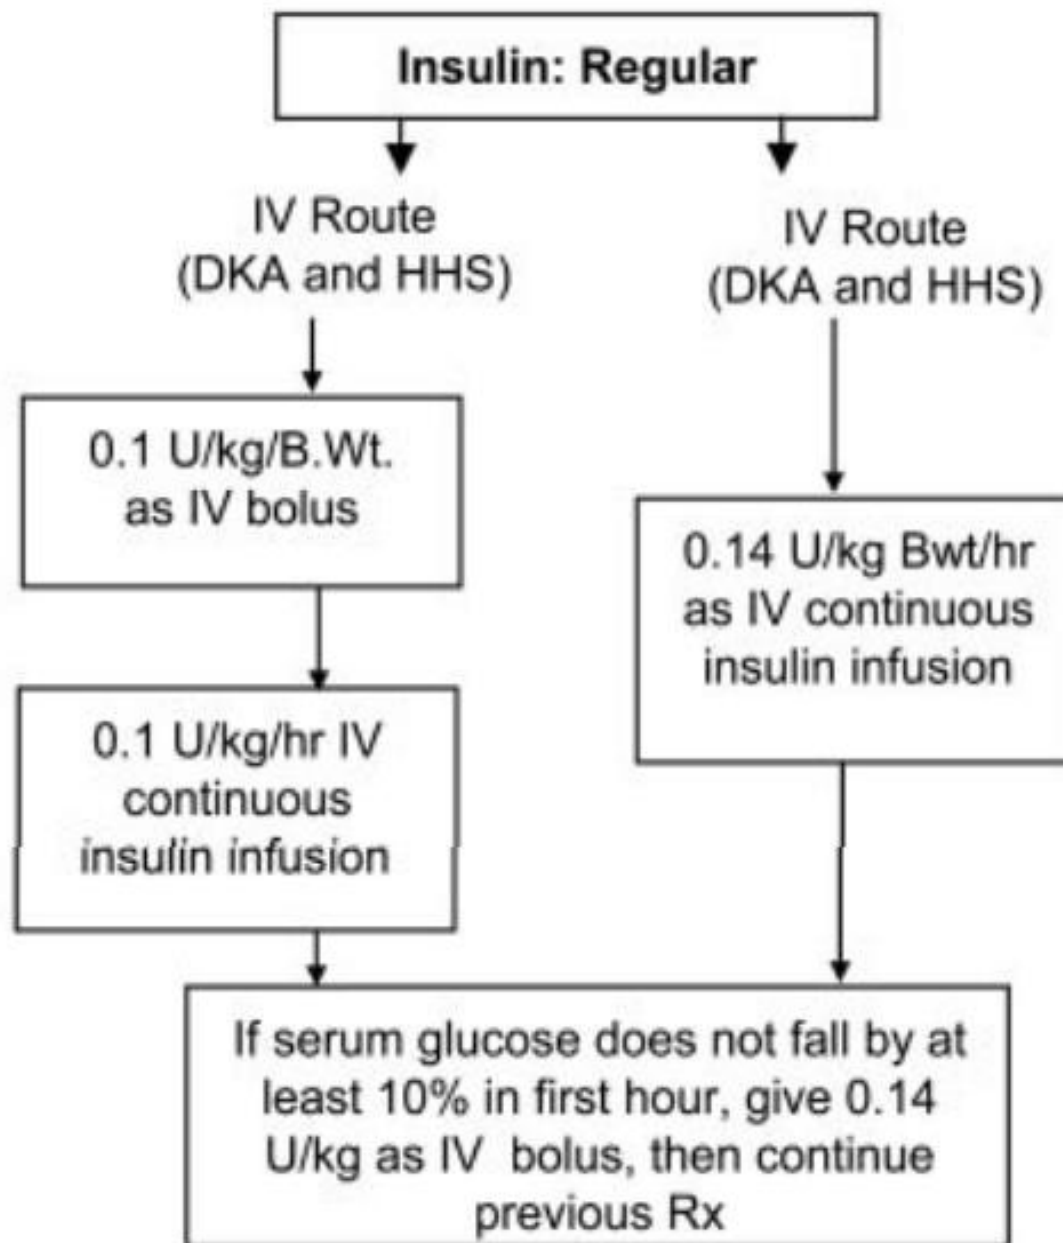 Insulin: Regular
IV Route
(DKA and HHS)
0.1 U/kg/B.Wt.
as IV bolus
0.1 U/kg/hr IV
continuous
insulin infusion
IV Route
(DKA and HHS)
0.14 U/kg Bwt/hr
as IV continuous
insulin infusion
If serum glucose does not fall by at
least 10% in first hour, give 0.14
U/kg as IV bolus, then continue
previous Rx